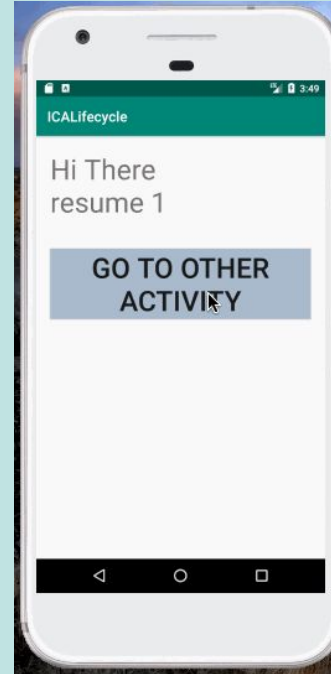 3:49
ICALifecycle
Hi There
resume 1
GO TO OTHER
ACTIVITY